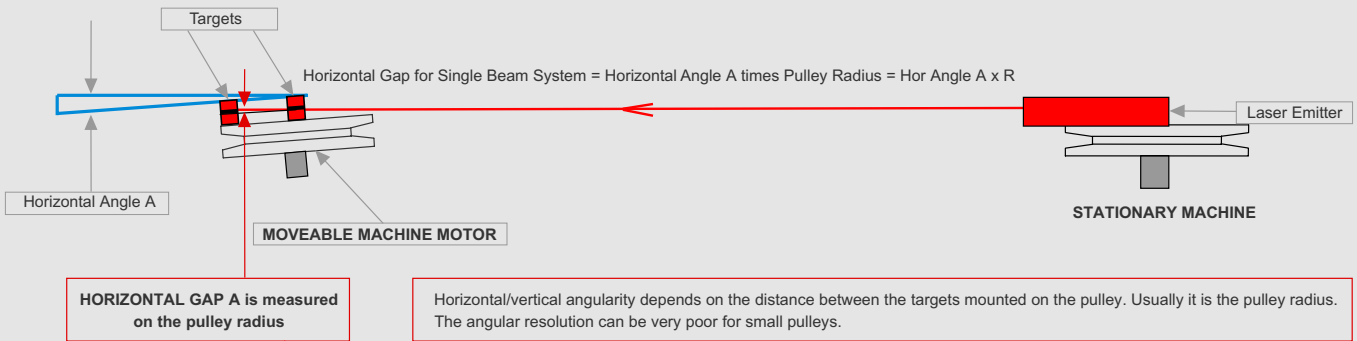 Targets
Horizontal Gap for Single Beam System = Horizontal Angle A times Pulley Radius = Hor Angle A x R
Laser Emitter
Horizontal Angle A
STATIONARY MACHINE
MOVEABLE MACHINE MOTOR
HORIZONTAL GAP A is measured
on the pulley radius
Horizontal/vertical angularity depends on the distance between the targets mounted on the pulley. Usually it is the pulley radius.
The angular resolution can be very poor for small pulleys.